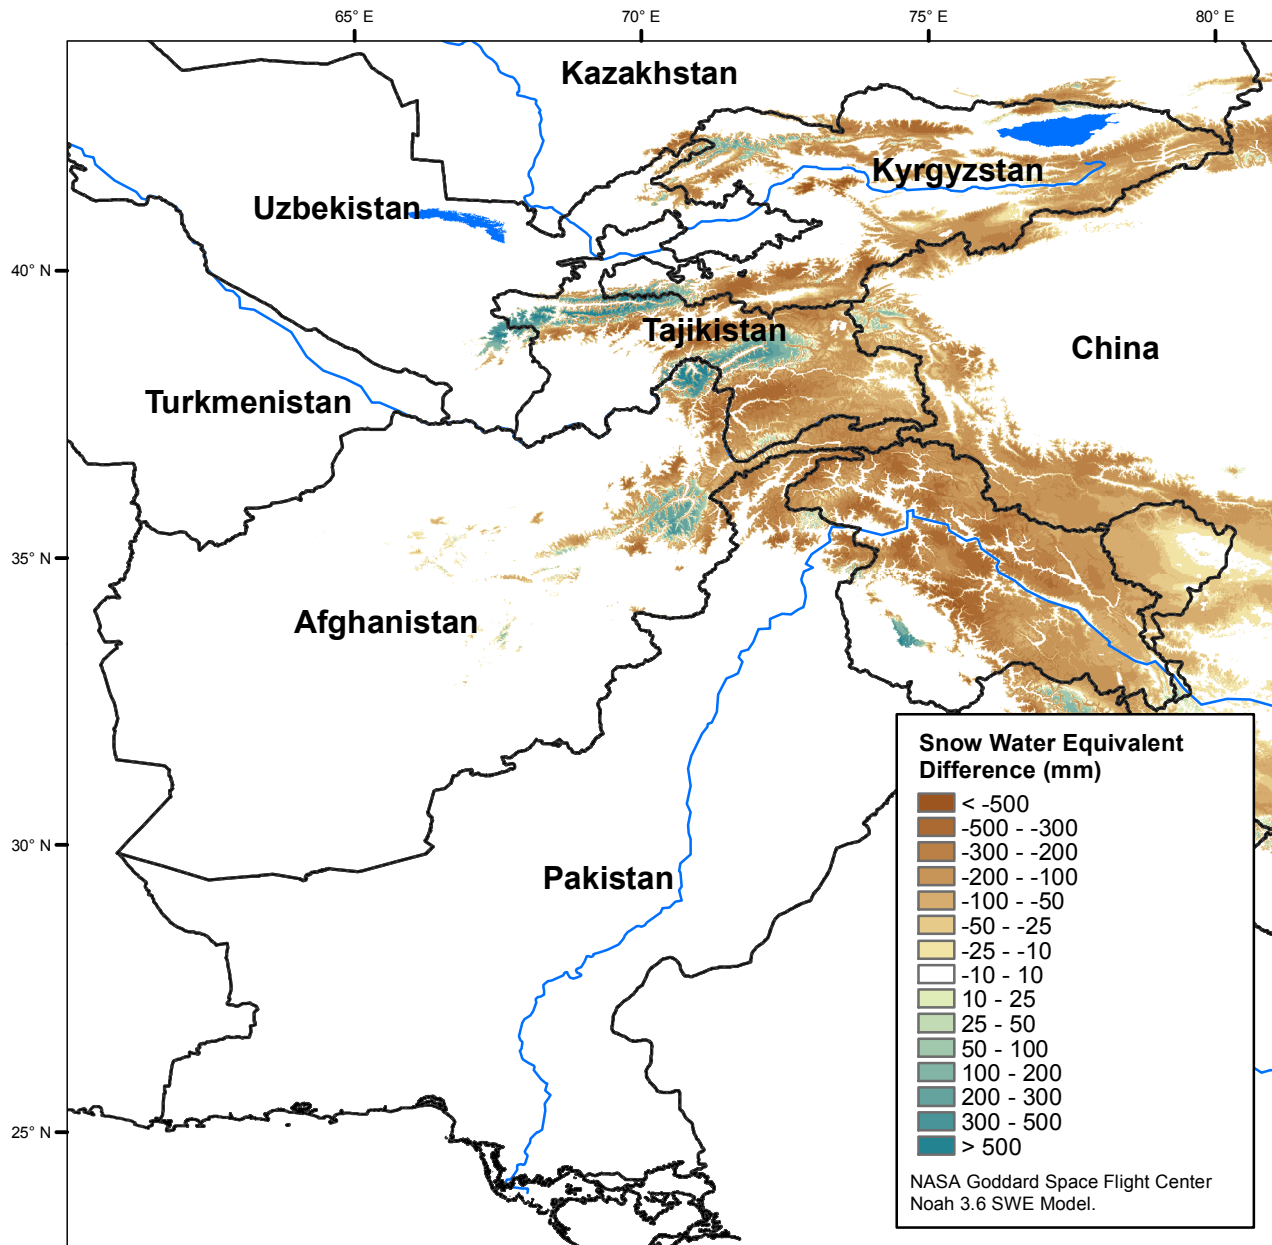 65° E
70° E
75° E
80° E
Kazakhstan
Kyrgyzstan
Uzbekistan
40° N
Tajikistan
China
Turkmenistan
35° N
Afghanistan
30° N
Pakistan
25° N
Snow Water Equivalent
Difference (mm)
< -500
-500 - -300
-300 - -200
-200 - -100
-100 - -50
-50 - -25
-25 - -10
-10 - 10
10 - 25
25 - 50
50 - 100
100 - 200
200 - 300
300 - 500
> 500
NASA Goddard Space Flight Center
Noah 3.6 SWE Model.